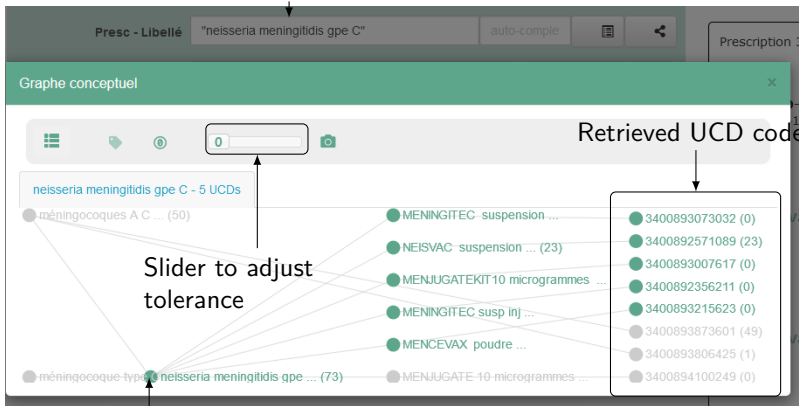 Presc - Libellé "neisseria meningitidis gpe C" auto-comple
Prescription
Graphe conceptuel ×
0
Retrieved UCD code
neisseria meningitidis gpe C - 5 UCDs
méningocoques A C ... (50)
MENINGITEC suspension ...
3400893073032 (0)
NEISVAC suspension ... (23)
3400892571089 (23)
Slider to adjust
tolerance
MENJUGATEKIT 10 microgrammes ...
3400893007617 (0)
3400892356211 (0)
MENINGITEC susp inj ...
3400893215623 (0)
3400893873601 (49)
MENCEVAX poudre ...
3400893806425 (1)
méningocoque type neisseria meningitidis gpe ... (73)
MENJUGATE 10 microgrammes ...
3400894100249 (0)